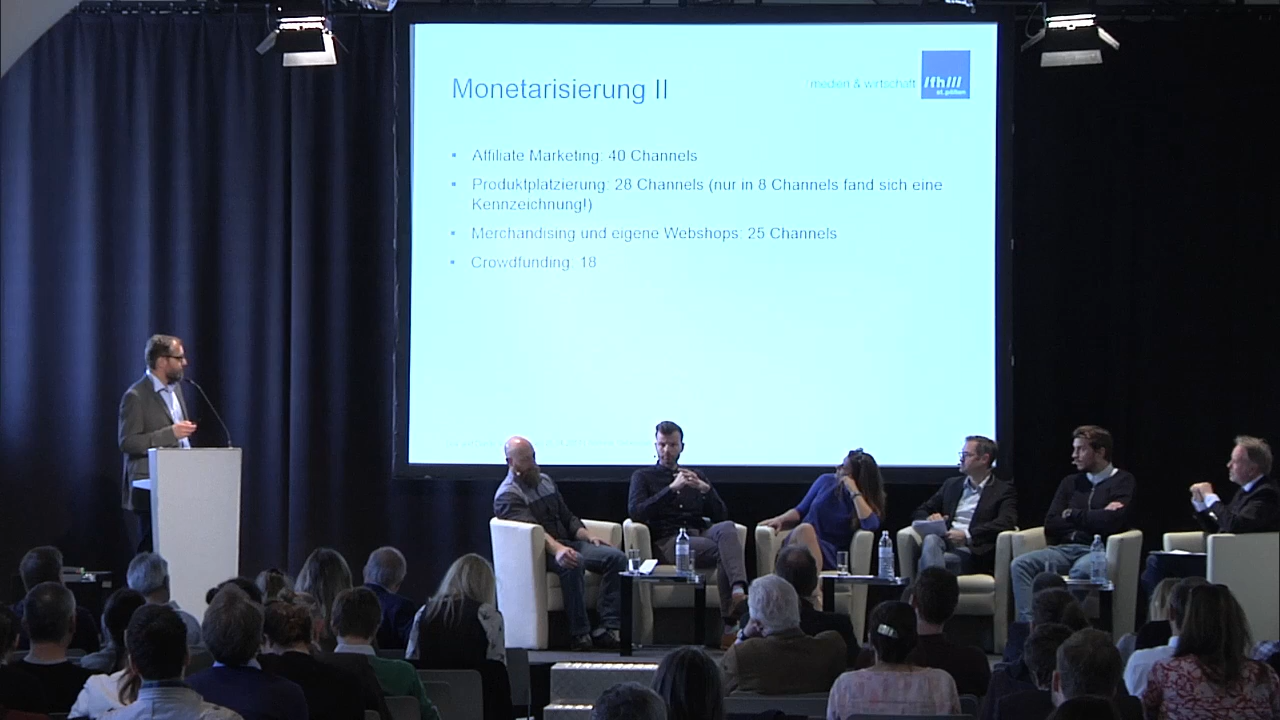 Monetarisierung II
/ medien & wirtschaft
/fh///
st.pölten
▪ Affiliate Marketing: 40 Channels
▪ Produktplatzierung: 28 Channels (nur in 8 Channels fand sich eine
Kennzeichnung!)
▪ Merchandising und eigene Webshops: 25 Channels
▪ Crowdfunding: 18